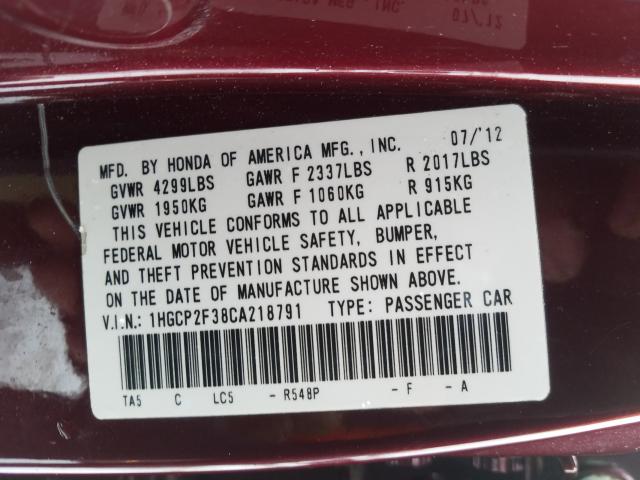 MFD. BY HONDA OF AMERICA MFG., INC. 07/'12
GVWR 4299LBS GAWR F 2337LBS R 2017LBS
GVWR 1950KG GAWR F 1060KG R 915KG
THIS VEHICLE CONFORMS TO ALL APPLICABLE
FEDERAL MOTOR VEHICLE SAFETY, BUMPER,
AND THEFT PREVENTION STANDARDS IN EFFECT
ON THE DATE OF MANUFACTURE SHOWN ABOVE.
V.I.N.: 1HGCP2F38CA218791 TYPE: PASSENGER CAR
TA5 C LC5 - R548P - F - A